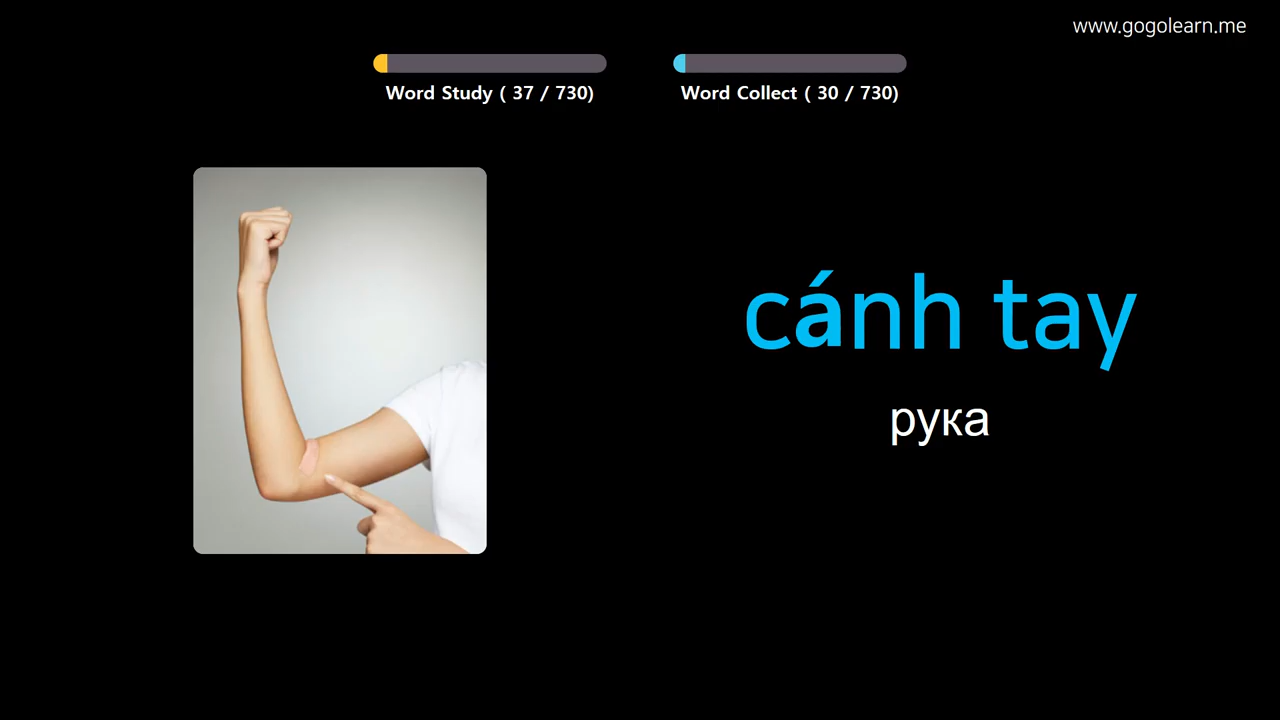 www.gogolearn.me
Word Study ( 37 / 730)
Word Collect ( 30 / 730)
cánh tay
рука